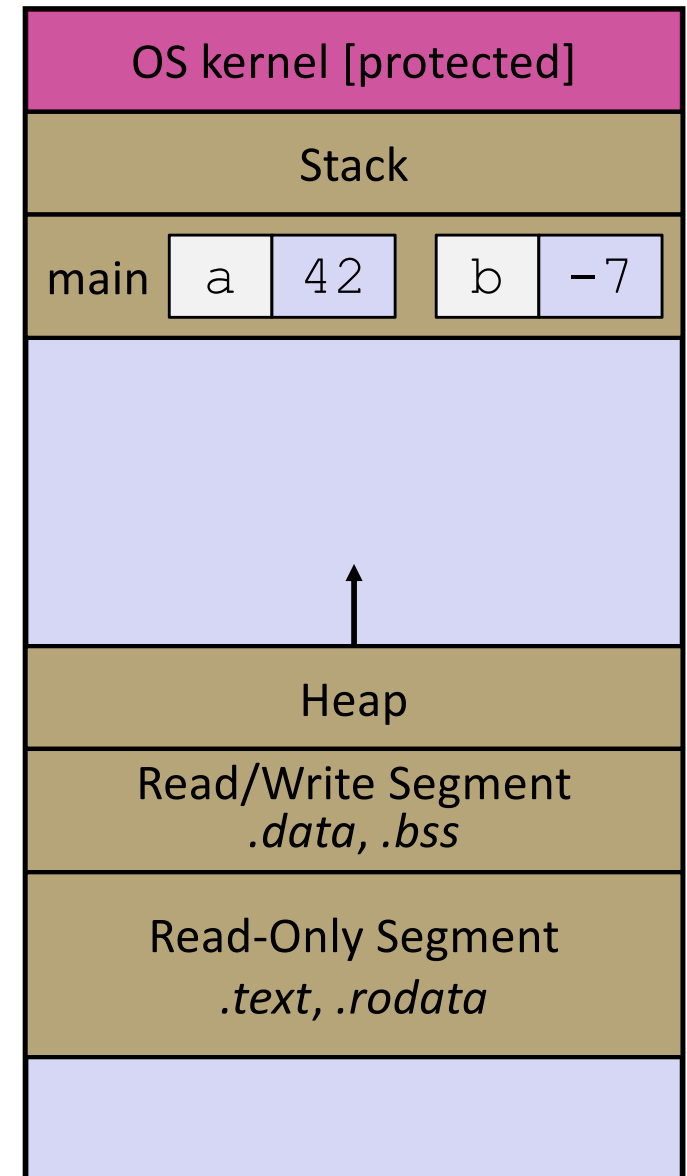 OS kernel [protected]
Stack
main a 42 b -7
Heap
Read/Write Segment
.data, .bss
Read-Only Segment
.text, .rodata